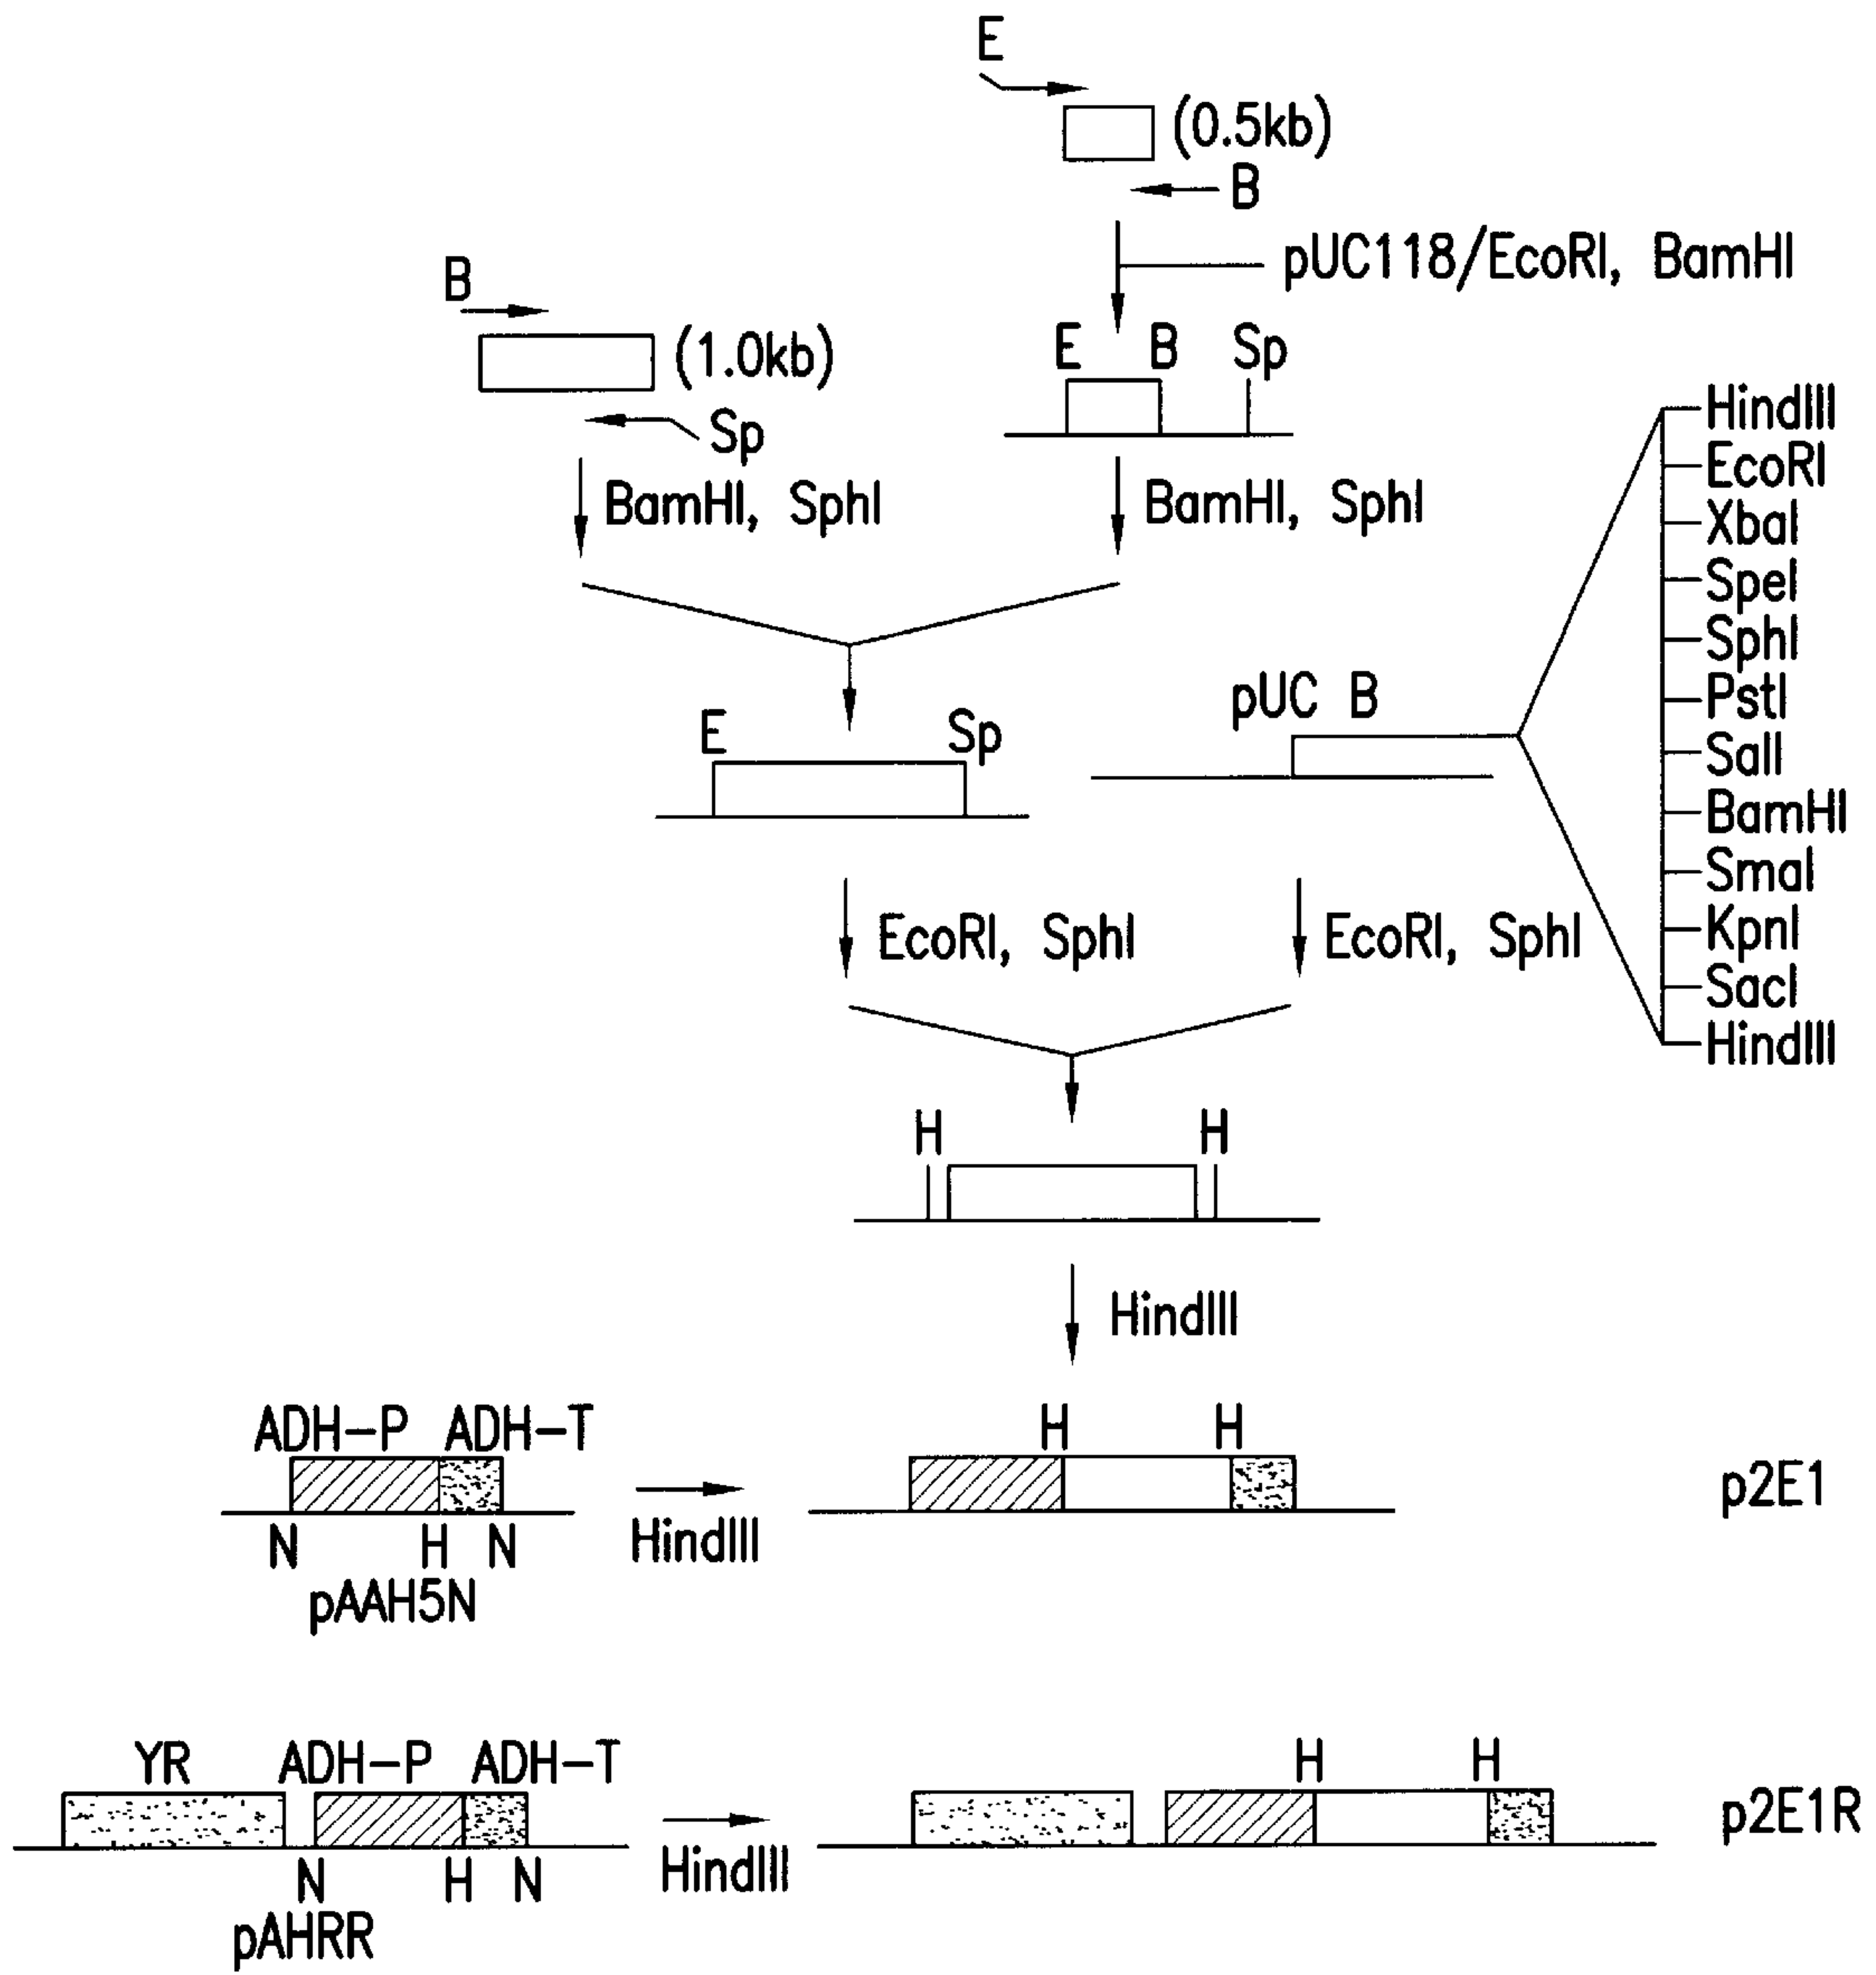 E
(0.5kb)
B
pUC118/EcoRI, BamHI
B
(1.0kb)
Sp
E B Sp
BamHI, SphI
BamHI, SphI
HindIII
EcoRI
XbaI
SpeI
SphI
PstI
SalI
BamHI
SmaI
KpnI
SacI
HindIII
E Sp
pUC B
EcoRI, SphI
EcoRI, SphI
H H
HindIII
ADH-P ADH-T
N H N
pAAH5N
HindIII
H H
p2E1
YR ADH-P ADH-T
N H N
pAHRR
HindIII
H H
p2E1R